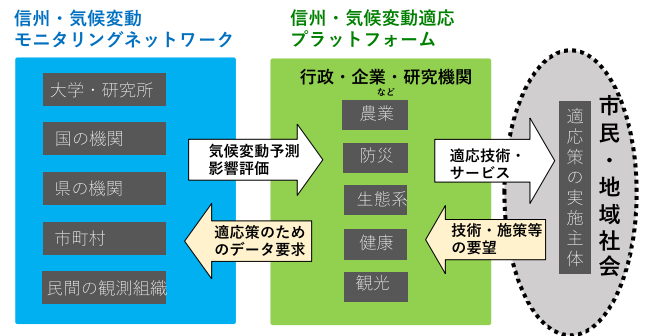 信州・気候変動
モニタリングネットワーク
大学・研究所
国の機関
県の機関
市町村
民間の観測組織
気候変動予測
影響評価
適応策のため
のデータ要求
信州・気候変動適応
プラットフォーム
行政・企業・研究機関
など
農業
防災
生態系
健康
観光
適応技術・
サービス
技術・施策等
の要望
適応策の実施主体
市民・地域社会